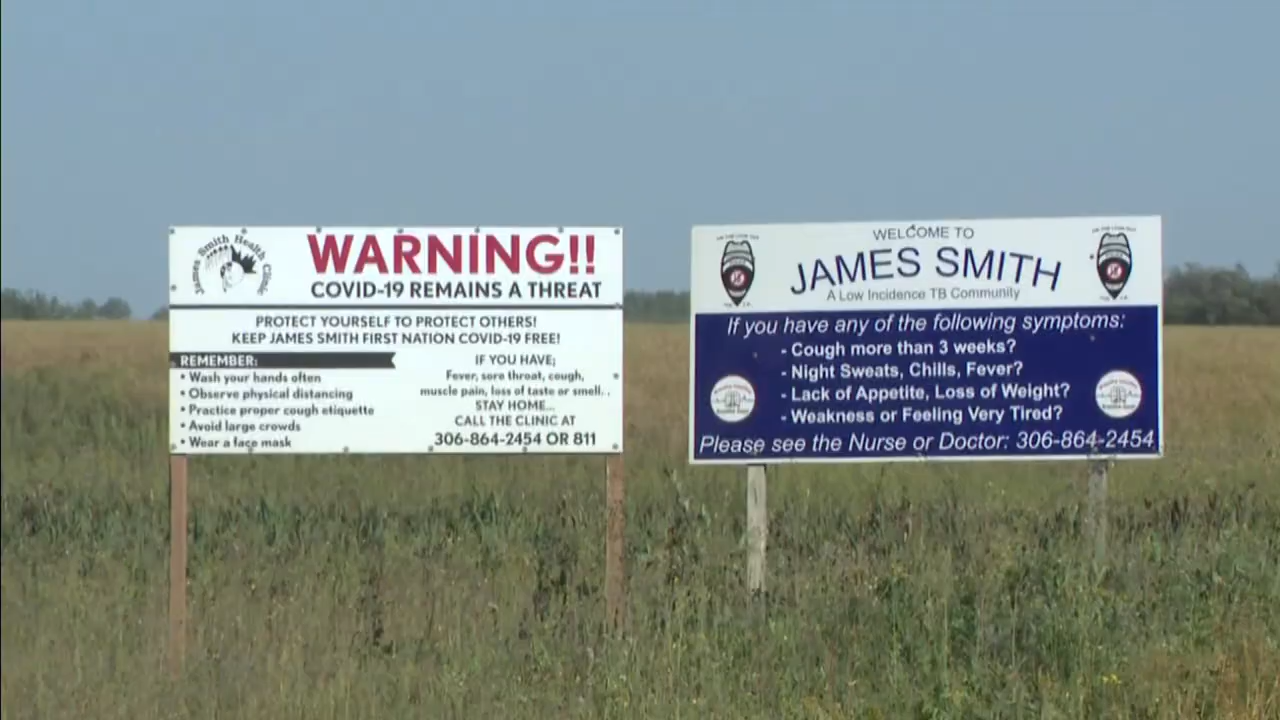 James Smith Health Clinic
WARNING!!
COVID-19 REMAINS A THREAT
PROTECT YOURSELF TO PROTECT OTHERS!
KEEP JAMES SMITH FIRST NATION COVID-19 FREE!
REMEMBER:
• Wash your hands often
• Observe physical distancing
• Practice proper cough etiquette
• Avoid large crowds
• Wear a face mask
IF YOU HAVE;
Fever, sore throat, cough,
muscle pain, loss of taste or smell. .
STAY HOME...
CALL THE CLINIC AT
306-864-2454 OR 811
WELCOME TO
JAMES SMITH
A Low Incidence TB Community
If you have any of the following symptoms:
- Cough more than 3 weeks?
- Night Sweats, Chills, Fever?
- Lack of Appetite, Loss of Weight?
- Weakness or Feeling Very Tired?
Please see the Nurse or Doctor: 306-864-2454